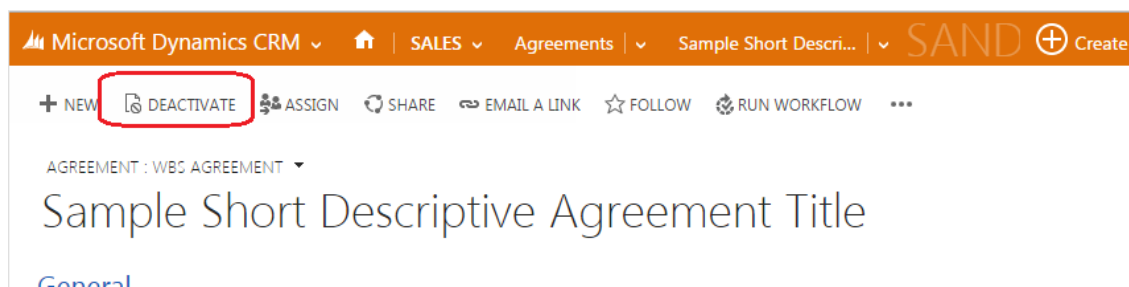 Microsoft Dynamics CRM SALES Agreements Sample Short Descri... SAND Create
NEW DEACTIVATE ASSIGN SHARE EMAIL A LINK FOLLOW RUN WORKFLOW ...
AGREEMENT : WBS AGREEMENT
Sample Short Descriptive Agreement Title
General